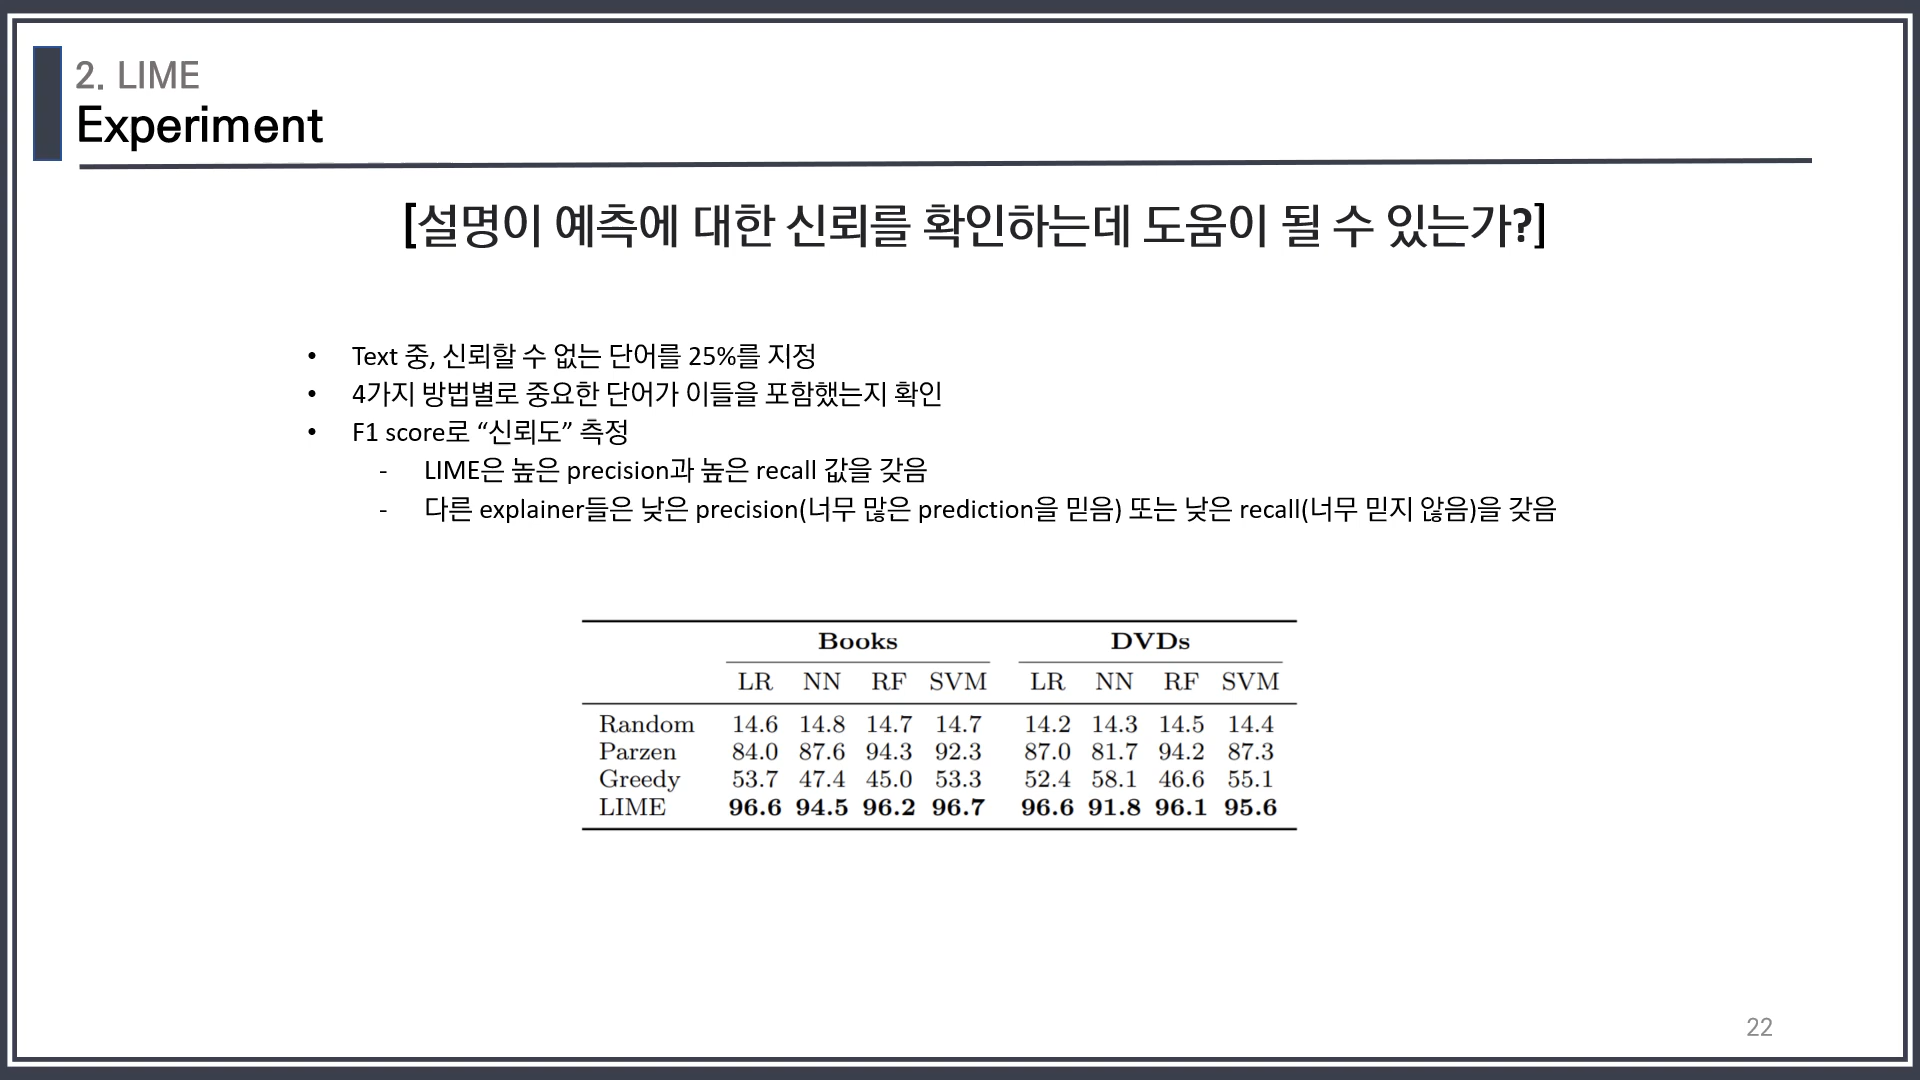 2. LIME
Experiment
[설명이 예측에 대한 신뢰를 확인하는데 도움이 될 수 있는가?]
• Text 중, 신뢰할 수 없는 단어를 25%를 지정
• 4가지 방법별로 중요한 단어가 이들을 포함했는지 확인
• F1 score로 “신뢰도” 측정
- LIME은 높은 precision과 높은 recall 값을 갖음
- 다른 explainer들은 낮은 precision(너무 많은 prediction을 믿음) 또는 낮은 recall(너무 믿지 않음)을 갖음
Books DVDs
LR NN RF SVM LR NN RF SVM
Random 14.6 14.8 14.7 14.7 14.2 14.3 14.5 14.4
Parzen 84.0 87.6 94.3 92.3 87.0 81.7 94.2 87.3
Greedy 53.7 47.4 45.0 53.3 52.4 58.1 46.6 55.1
LIME 96.6 94.5 96.2 96.7 96.6 91.8 96.1 95.6
22